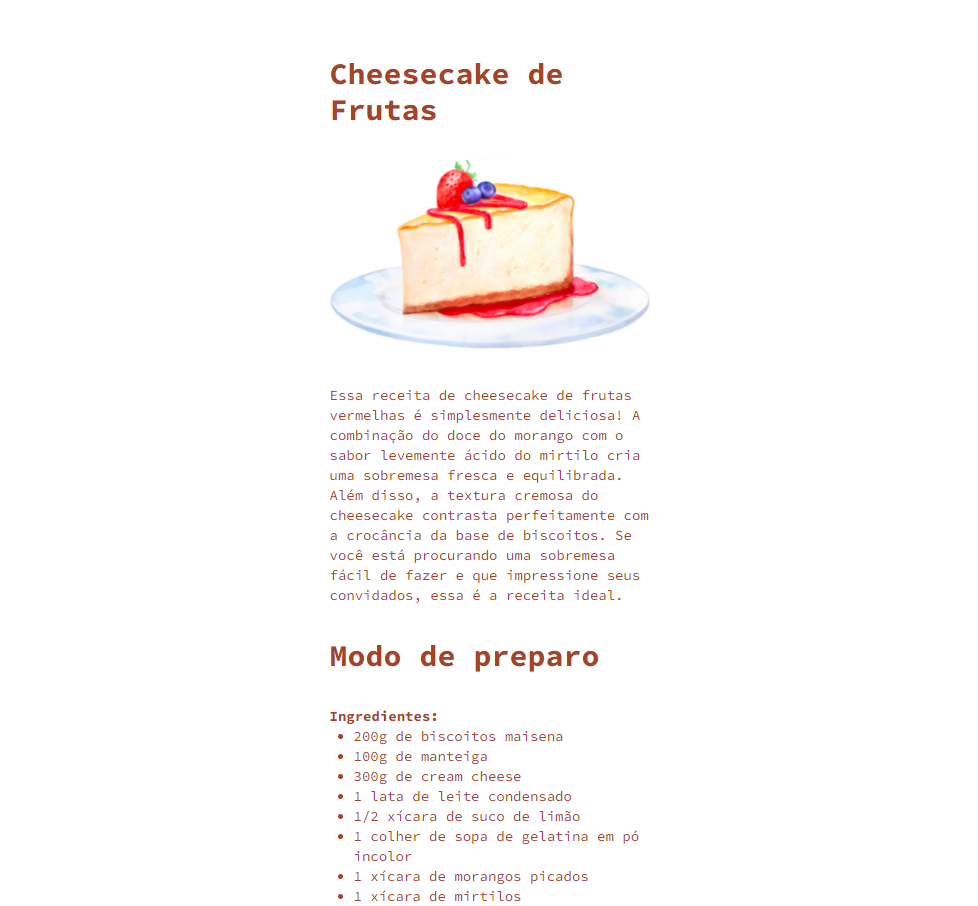 Cheesecake de
Frutas
Essa receita de cheesecake de frutas
vermelhas é simplesmente deliciosa! A
combinação do doce do morango com o
sabor levemente ácido do mirtilo cria
uma sobremesa fresca e equilibrada.
Além disso, a textura cremosa do
cheesecake contrasta perfeitamente com
a crocância da base de biscoitos. Se
você está procurando uma sobremesa
fácil de fazer e que impressione seus
convidados, essa é a receita ideal.
Modo de preparo
Ingredientes:
• 200g de biscoitos maisena
• 100g de manteiga
• 300g de cream cheese
• 1 lata de leite condensado
• 1/2 xícara de suco de limão
• 1 colher de sopa de gelatina em pó
incolor
• 1 xícara de morangos picados
• 1 xícara de mirtilos